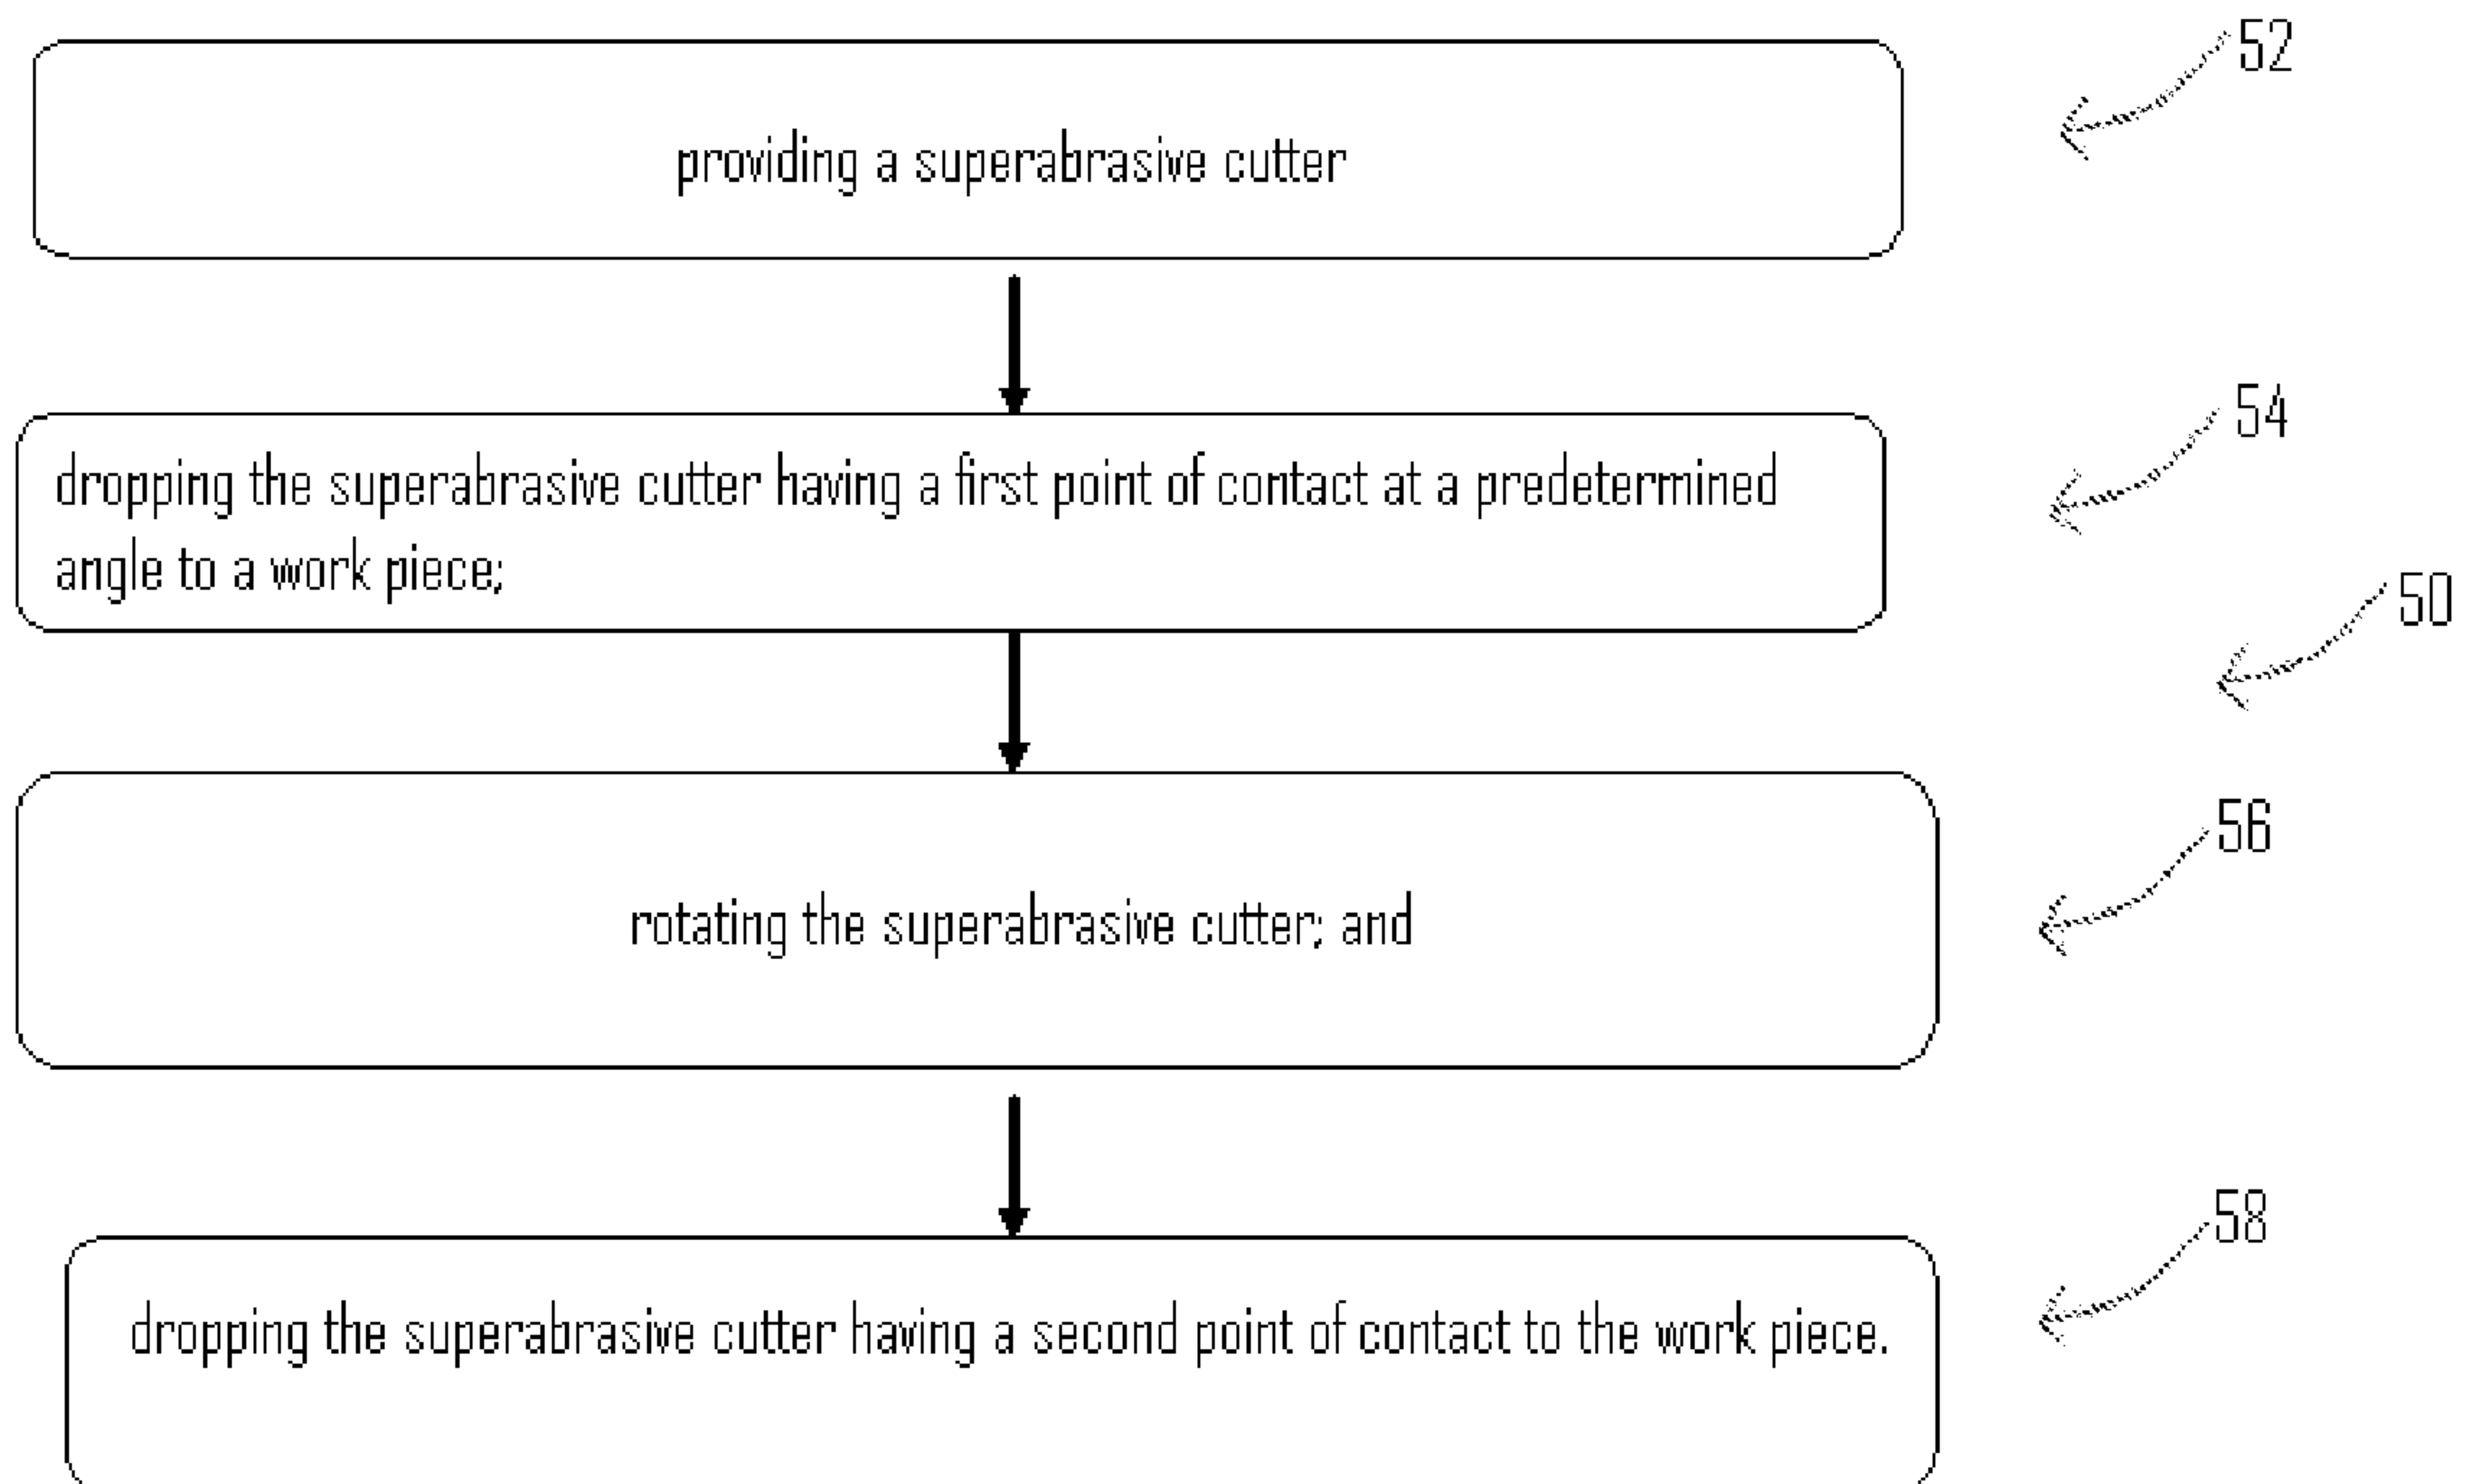 52
providing a superabrasive cutter
54
dropping the superabrasive cutter having a first point of contact at a predetermined
angle to a work piece;
50
56
rotating the superabrasive cutter; and
58
dropping the superabrasive cutter having a second point of contact to the work piece.